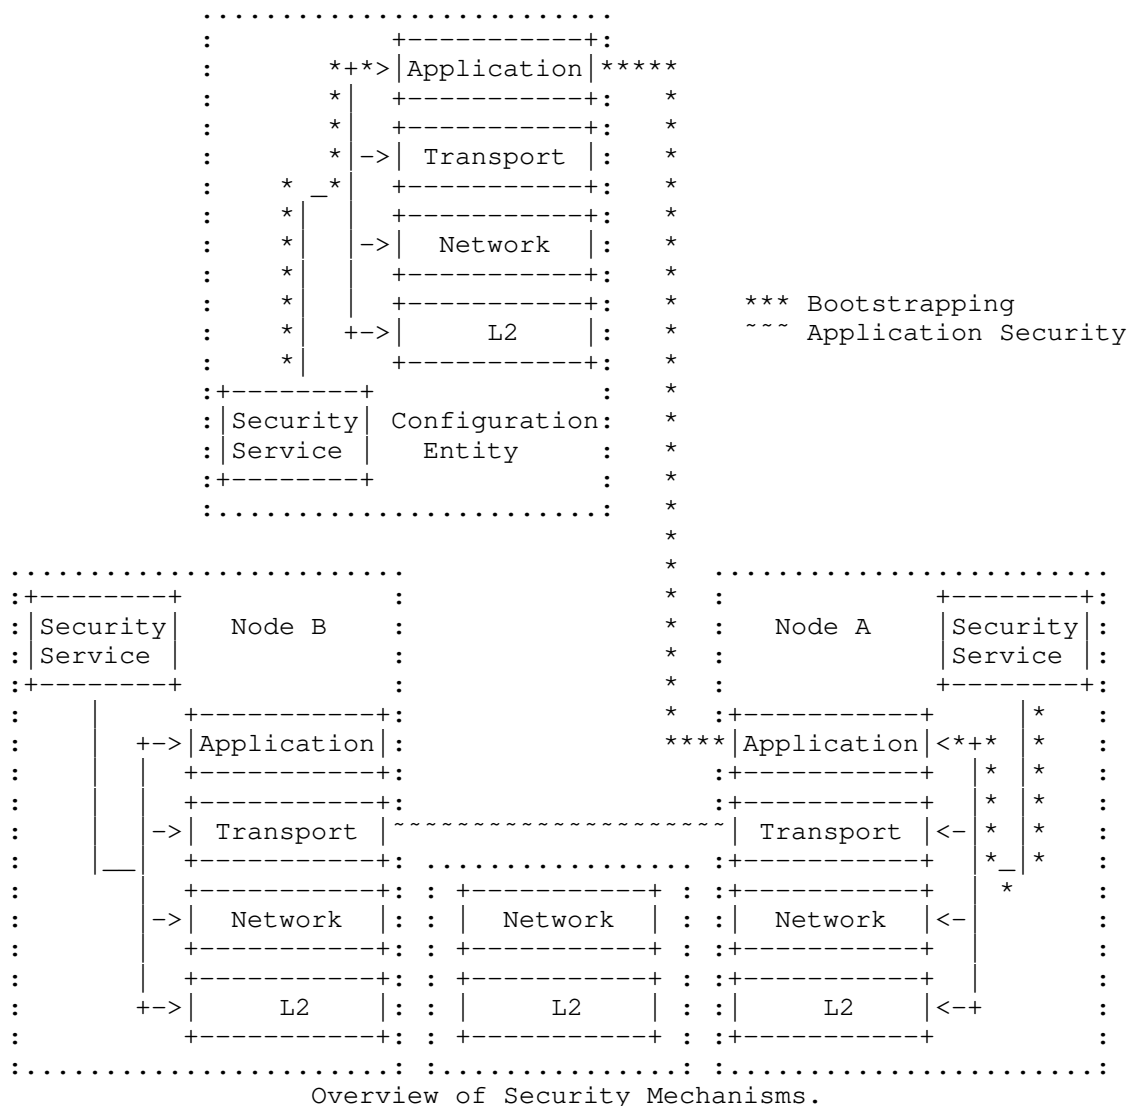 Application
Transport
Network
*** Bootstrapping
L2
~~~ Application Security
Security
Configuration
Service
Entity
Security
Node B
Node A
Security
Service
Service
Application
Application
Transport
Transport
Network
Network
Network
L2
L2
L2
Overview of Security Mechanisms.